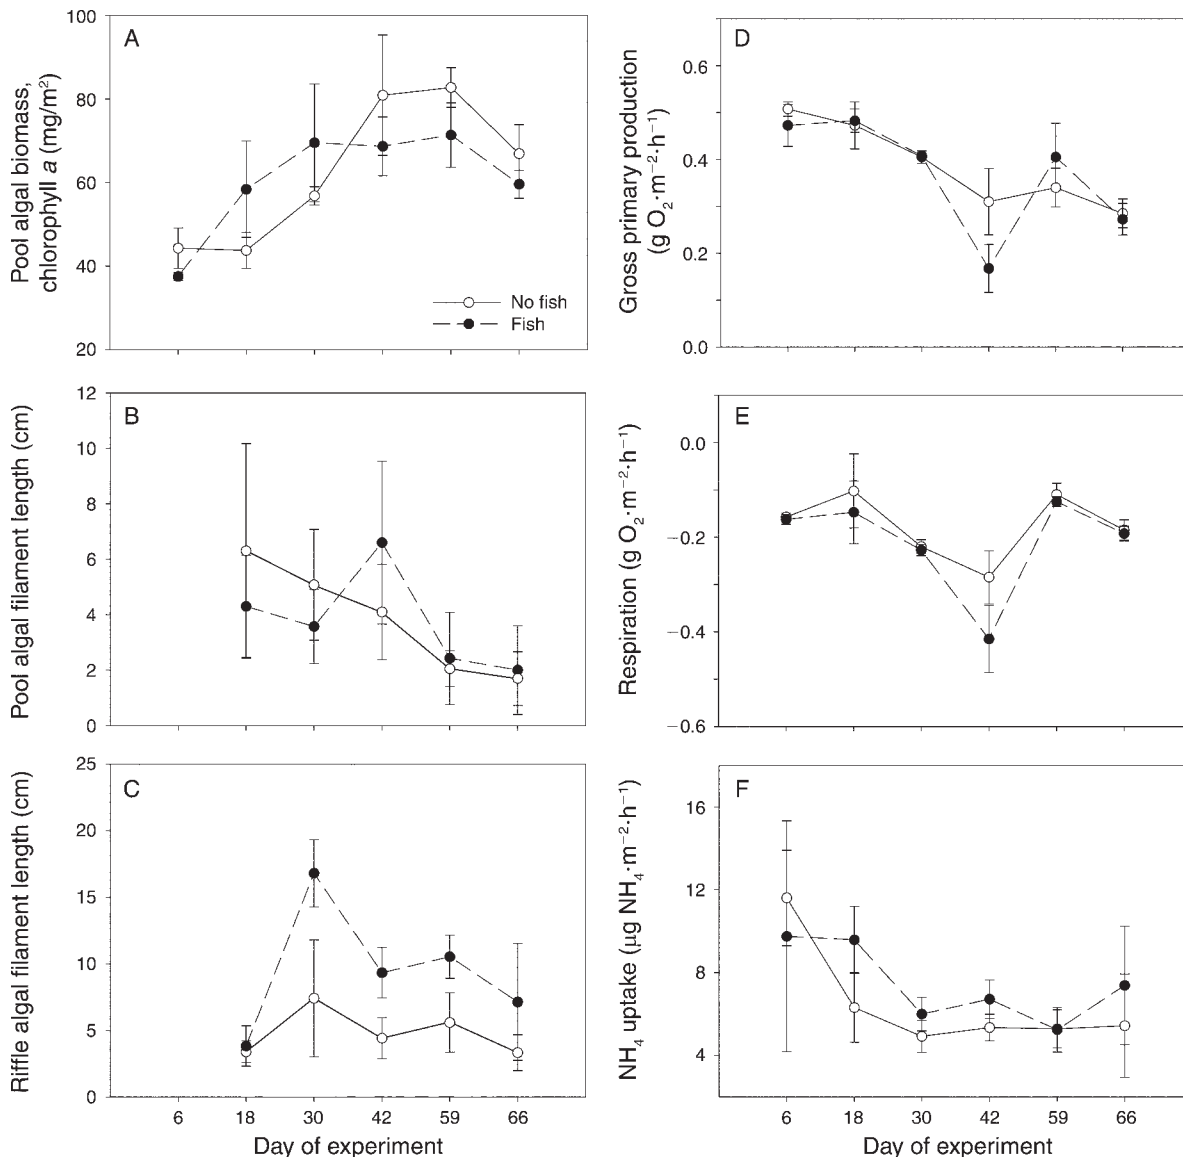 A
Pool algal biomass,
chlorophyll a (mg/m²)
100
80
60
40
20
No fish
Fish
B
Pool algal filament length (cm)
12
10
8
6
4
2
0
C
Riffle algal filament length (cm)
25
20
15
10
5
0
6 18 30 42 59 66
Day of experiment
D
Gross primary production
(g O₂·m⁻²·h⁻¹)
0.6
0.4
0.2
0.0
E
Respiration (g O₂·m⁻²·h⁻¹)
0.0
−0.2
−0.4
−0.6
F
NH₄ uptake (μg NH₄·m⁻²·h⁻¹)
16
12
8
4
6 18 30 42 59 66
Day of experiment